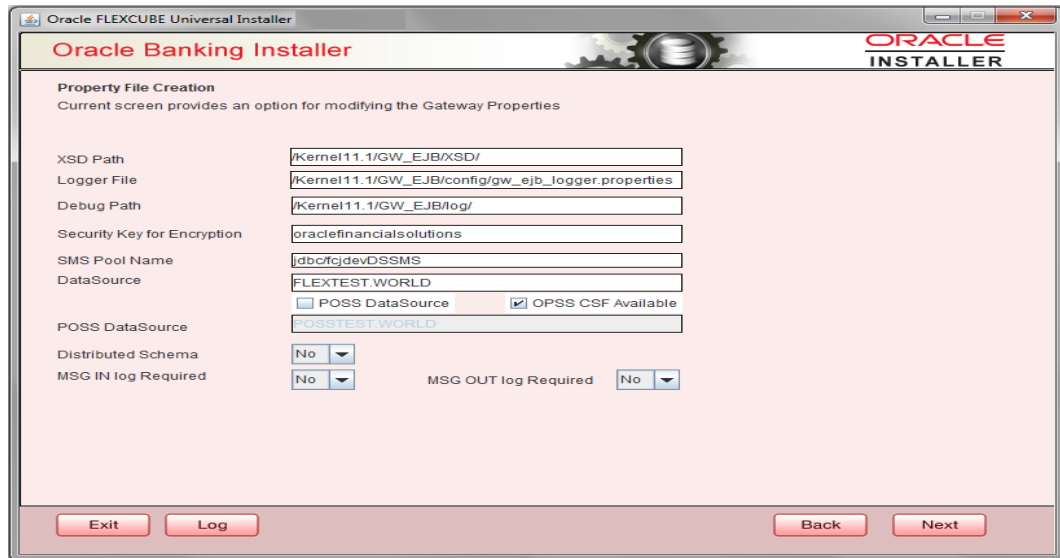 Oracle FLEXCUBE Universal Installer
Oracle Banking Installer
ORACLE
INSTALLER
Property File Creation
Current screen provides an option for modifying the Gateway Properties
XSD Path /Kernel11.1/GW_EJB/XSD/
Logger File /Kernel11.1/GW_EJB/config/gw_ejb_logger.properties
Debug Path /Kernel11.1/GW_EJB/log/
Security Key for Encryption oraclefinancialsolutions
SMS Pool Name jdbc/fcjdevDSSMS
DataSource FLEXTEST.WORLD
POSS DataSource OPSS CSF Available
POSS DataSource POSSTEST.WORLD
Distributed Schema No
MSG IN log Required No MSG OUT log Required No
Exit Log Back Next